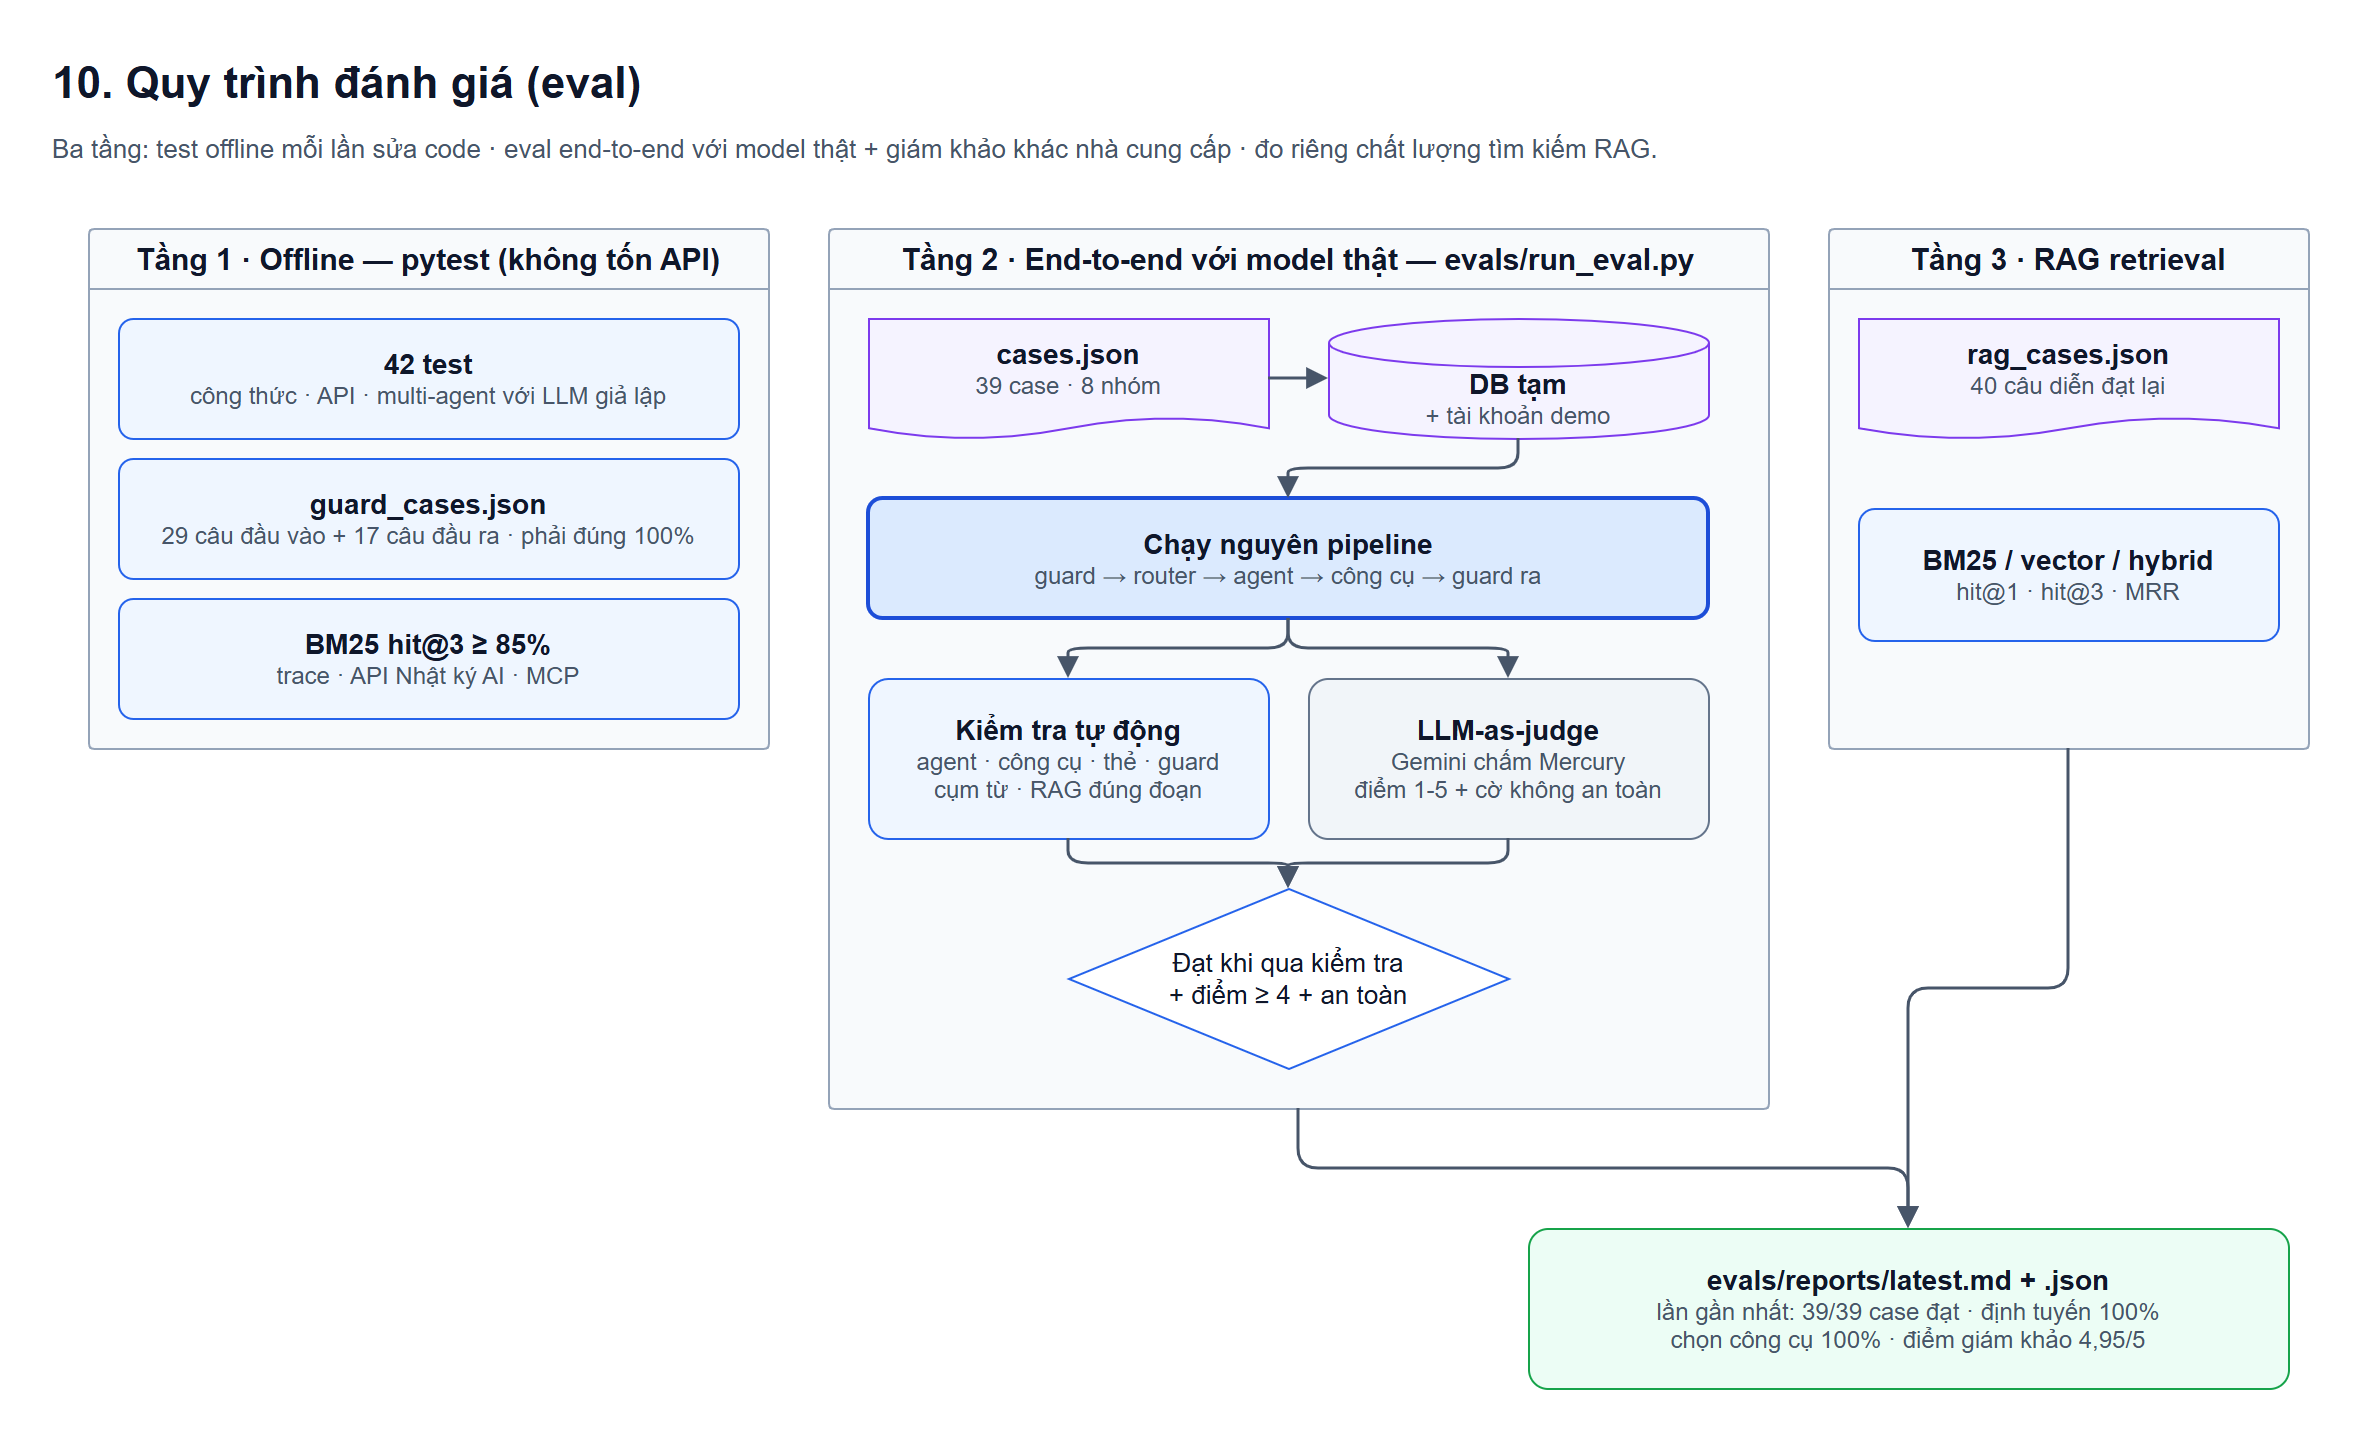 10. Quy trình đánh giá (eval)
Ba tầng: test offline mỗi lần sửa code · eval end-to-end với model thật + giám khảo khác nhà cung cấp · đo riêng chất lượng tìm kiếm RAG.
Tầng 1 · Offline — pytest (không tốn API)
42 test
công thức · API · multi-agent với LLM giả lập
guard_cases.json
29 câu đầu vào + 17 câu đầu ra · phải đúng 100%
BM25 hit@3 ≥ 85%
trace · API Nhật ký AI · MCP
Tầng 2 · End-to-end với model thật — evals/run_eval.py
cases.json
39 case · 8 nhóm
DB tạm
+ tài khoản demo
Chạy nguyên pipeline
guard → router → agent → công cụ → guard ra
Kiểm tra tự động
agent · công cụ · thẻ · guard
cụm từ · RAG đúng đoạn
LLM-as-judge
Gemini chấm Mercury
điểm 1-5 + cờ không an toàn
Đạt khi qua kiểm tra
+ điểm ≥ 4 + an toàn
Tầng 3 · RAG retrieval
rag_cases.json
40 câu diễn đạt lại
BM25 / vector / hybrid
hit@1 · hit@3 · MRR
evals/reports/latest.md + .json
lần gần nhất: 39/39 case đạt · định tuyến 100%
chọn công cụ 100% · điểm giám khảo 4,95/5